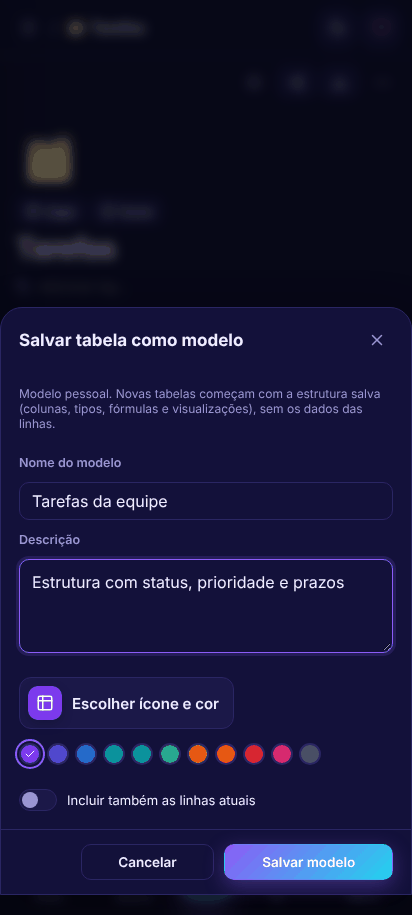 Salvar tabela como modelo
Modelo pessoal. Novas tabelas começam com a estrutura salva
(colunas, tipos, fórmulas e visualizações), sem os dados das
linhas.
Nome do modelo
Tarefas da equipe
Descrição
Estrutura com status, prioridade e prazos
Escolher ícone e cor
Incluir também as linhas atuais
Cancelar
Salvar modelo